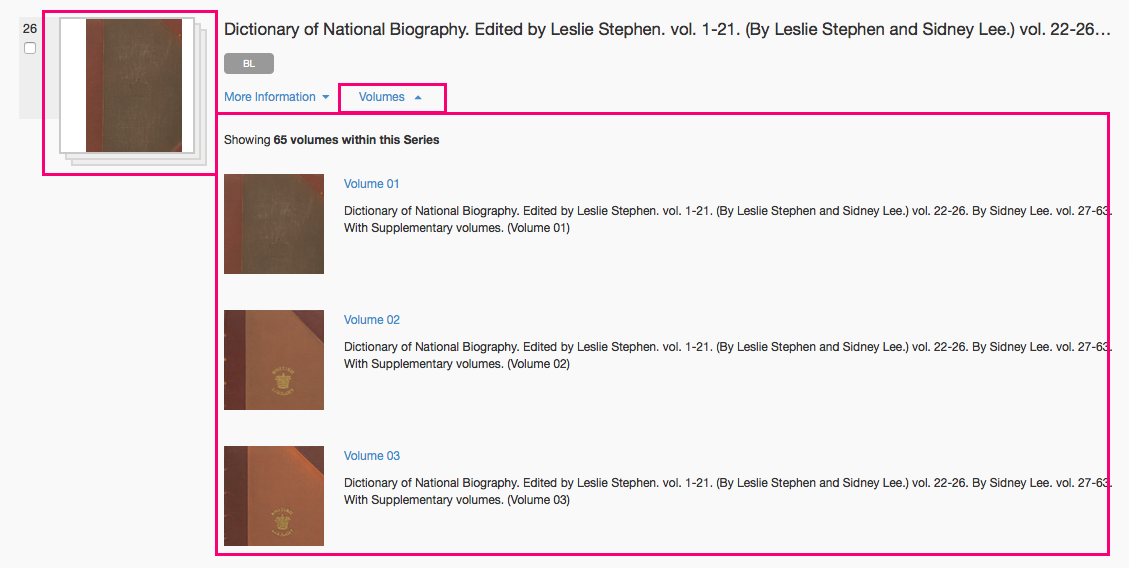 26
Dictionary of National Biography. Edited by Leslie Stephen. vol. 1-21. (By Leslie Stephen and Sidney Lee.) vol. 22-26…
BL
More Information
Volumes
Showing 65 volumes within this Series
Volume 01
Dictionary of National Biography. Edited by Leslie Stephen. vol. 1-21. (By Leslie Stephen and Sidney Lee.) vol. 22-26. By Sidney Lee. vol. 27-63.
With Supplementary volumes. (Volume 01)
Volume 02
Dictionary of National Biography. Edited by Leslie Stephen. vol. 1-21. (By Leslie Stephen and Sidney Lee.) vol. 22-26. By Sidney Lee. vol. 27-63.
With Supplementary volumes. (Volume 02)
BRITISH
LIBRARY
Volume 03
Dictionary of National Biography. Edited by Leslie Stephen. vol. 1-21. (By Leslie Stephen and Sidney Lee.) vol. 22-26. By Sidney Lee. vol. 27-63.
With Supplementary volumes. (Volume 03)
BRITISH
LIBRARY